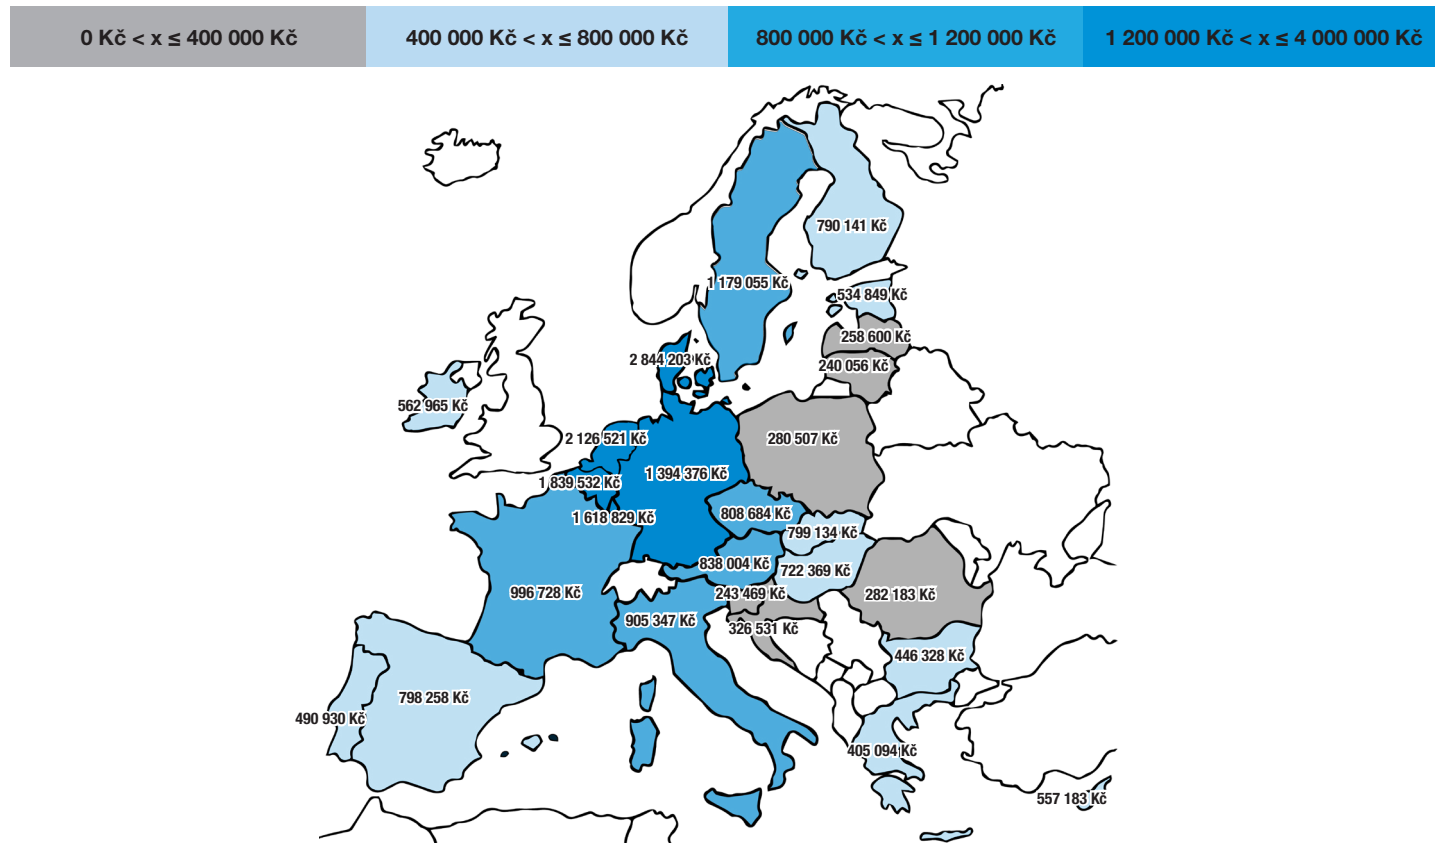 0 Kč < x ≤ 400 000 Kč
400 000 Kč < x ≤ 800 000 Kč
800 000 Kč < x ≤ 1 200 000 Kč
1 200 000 Kč < x ≤ 4 000 000 Kč
790 141 Kč
1 179 055 Kč
534 849 Kč
258 600 Kč
2 844 203 Kč
240 056 Kč
562 965 Kč
2 126 521 Kč
280 507 Kč
1 394 376 Kč
1 839 532 Kč
808 684 Kč
1 618 829 Kč
799 134 Kč
838 004 Kč
722 369 Kč
996 728 Kč
243 469 Kč
282 183 Kč
905 347 Kč
326 531 Kč
446 328 Kč
798 258 Kč
490 930 Kč
405 094 Kč
557 183 Kč